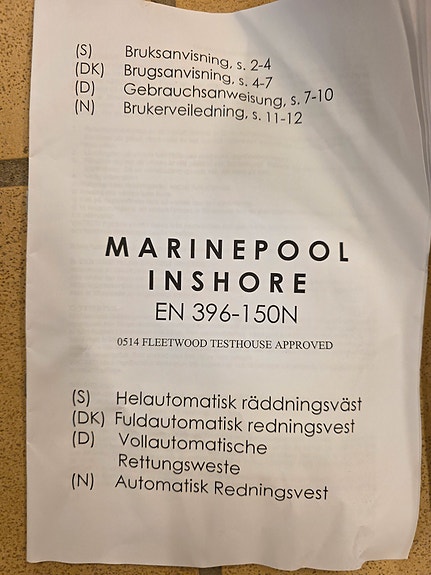 (S) Bruksanvisning, s. 2-4
(DK) Brugsanvisning, s. 4-7
(D) Gebrauchsanweisung, s. 7-10
(N) Brukerveiledning, s. 11-12
MARINEPOOL
INSHORE
EN 396-150N
0514 FLEETWOOD TESTHOUSE APPROVED
(S) Helautomatisk räddningsväst
(DK) Fuldautomatisk redningsvest
(D) Vollautomatische
Rettungsweste
(N) Automatisk Redningsvest